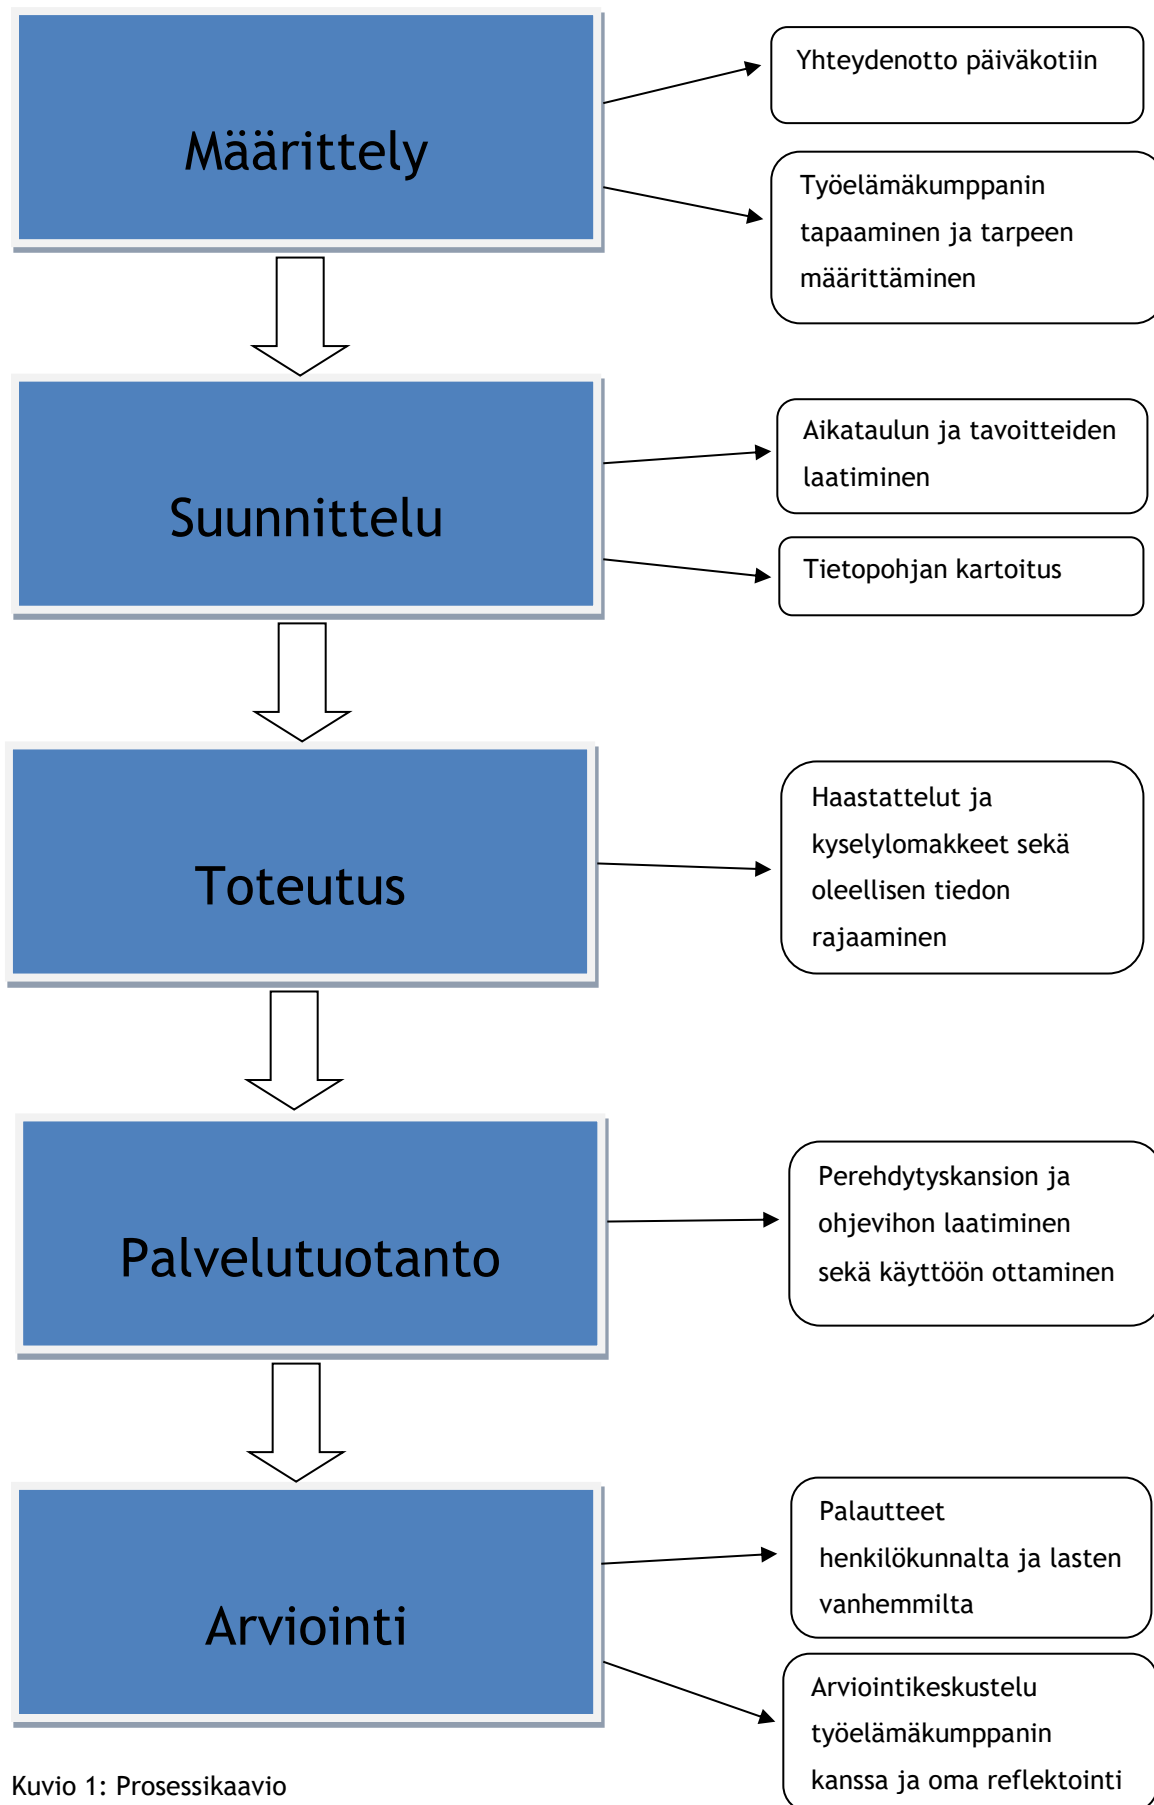 Määrittely
Yhteydenotto päiväkotiin
Työelämäkumppanin
tapaaminen ja tarpeen
määrittäminen
Suunnittelu
Aikataulun ja tavoitteiden
laatiminen
Tietopohjan kartoitus
Toteutus
Haastattelut ja
kyselylomakkeet sekä
oleellisen tiedon
rajaaminen
Palvelutuotanto
Perehdytyskansion ja
ohjevihon laatiminen
sekä käyttöön ottaminen
Arviointi
Palautteet
henkilökunnalta ja lasten
vanhemmilta
Arviointikeskustelu
työelämäkumppanin
kanssa ja oma reflektointi
Kuvio 1: Prosessikaavio